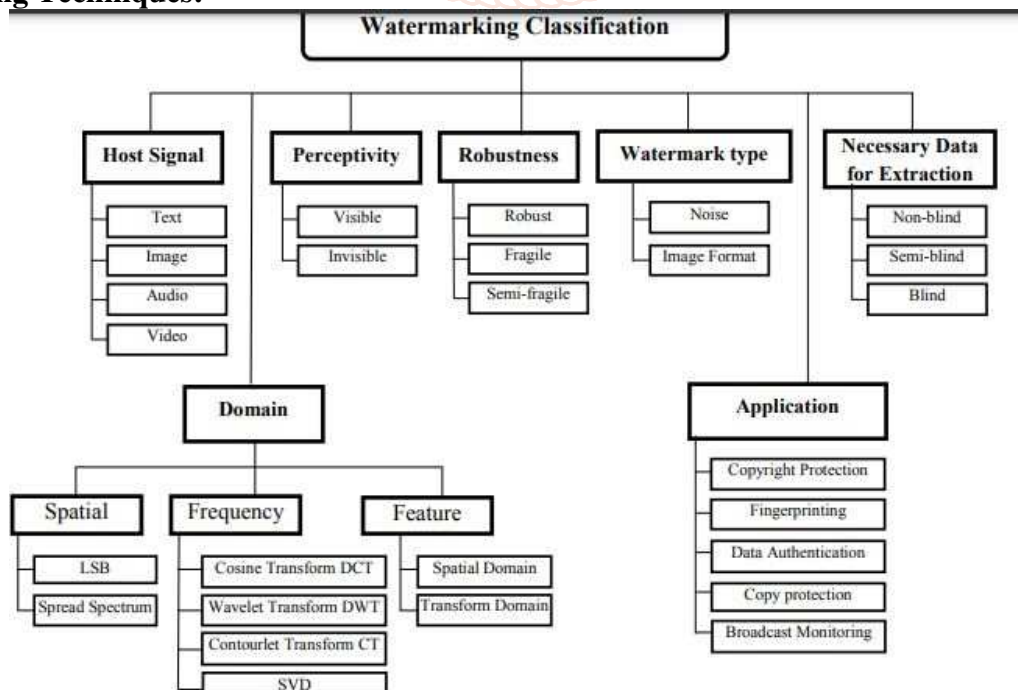 ng Techniques:
Watermarking Classification
Host Signal
Text
Image
Audio
Video
Perceptivity
Visible
Invisible
Robustness
Robust
Fragile
Semi-fragile
Watermark type
Noise
Image Format
Necessary Data
for Extraction
Non-blind
Semi-blind
Blind
Domain
Spatial
LSB
Spread Spectrum
Frequency
Cosine Transform DCT
Wavelet Transform DWT
Contourlet Transform CT
SVD
Feature
Spatial Domain
Transform Domain
Application
Copyright Protection
Fingerprinting
Data Authentication
Copy protection
Broadcast Monitoring